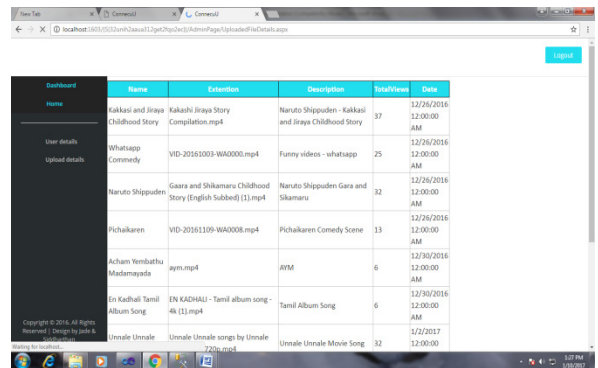 New Tab
ConnectU
ConnectU
localhost:1603/
/AdminPage/UploadedFileDetails.aspx
Logout
Dashboard
Home
User details
Upload details
Copyright © 2016, All Rights
Reserved | Design by Jade &
Siddharthan
Waiting for localhost...
Name Extention Description TotalViews Date
Kakkasi and Jiraya Childhood Story Kakashi Jiraya Story Compilation.mp4 Naruto Shippuden - Kakkasi and Jiraya Childhood Story 37 12/26/2016 12:00:00 AM
Whatsapp Commedy VID-20161003-WA0000.mp4 Funny videos - whatsapp 25 12/26/2016 12:00:00 AM
Naruto Shippuden Gaara and Shikamaru Childhood Story (English Subbed) (1).mp4 Naruto Shippuden Gara and Sikamaru 32 12/26/2016 12:00:00 AM
Pichaikaren VID-20161109-WA0008.mp4 Pichaikaren Comedy Scene 13 12/26/2016 12:00:00 AM
Acham Yembathu Madamayada aym.mp4 AYM 6 12/30/2016 12:00:00 AM
En Kadhali Tamil Album Song EN KADHALI - Tamil album song - 4k (1).mp4 Tamil Album Song 6 12/30/2016 12:00:00 AM
Unnale Unnale Unnale Unnale songs by Unnale 720p.mp4 Unnale Unnale Movie Song 32 1/2/2017 12:00:00
1:07 PM
1/10/2017